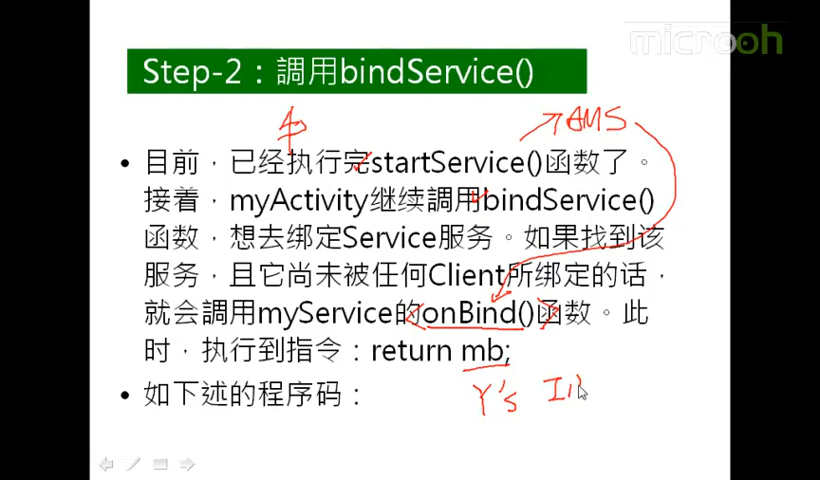 microoh
Step-2：調用bindService()
AMS
• 目前，已经执行完startService()函数了。
接着，myActivity继续調用bindService()
函数，想去绑定Service服务。如果找到该
服务，且它尚未被任何Client所绑定的话，
就会調用myService的<onBind()>函数。此
时，执行到指令：return mb;
• 如下述的程序码：
Y's